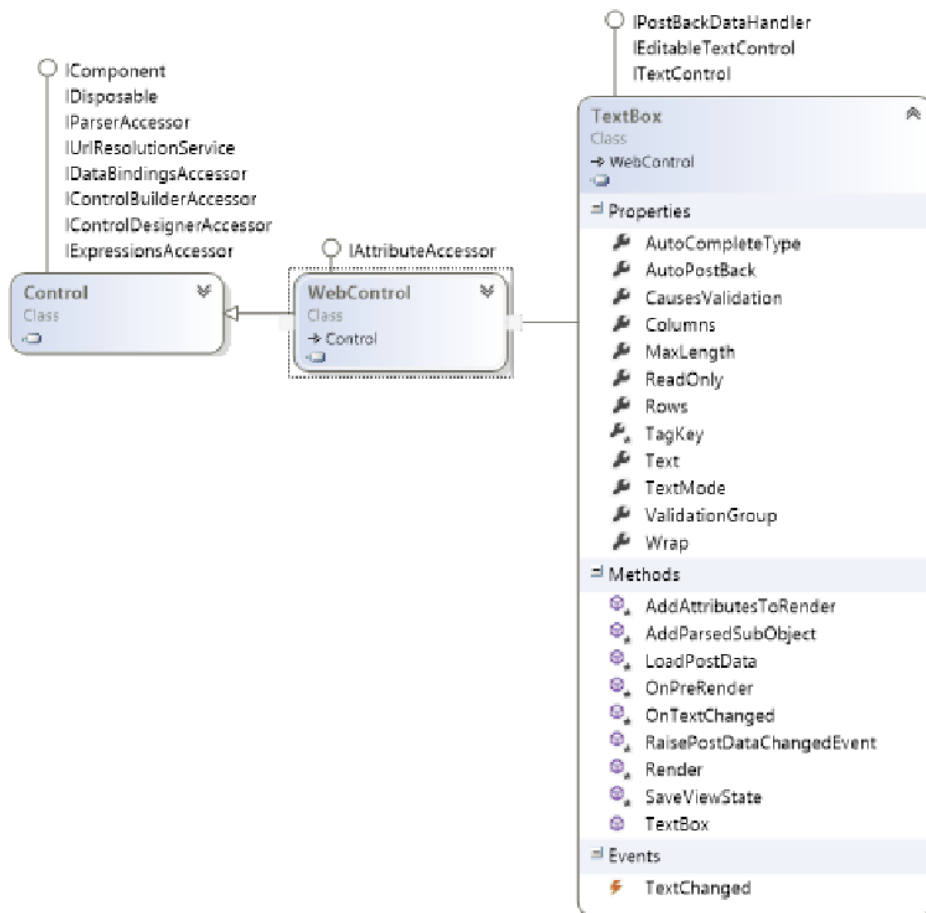 IPostBackDataHandler
IEditableTextControl
ITextControl
IComponent
IDisposable
IParserAccessor
IUrlResolutionService
IDataBindingsAccessor
IControlBuilderAccessor
IControlDesignerAccessor
IExpressionsAccessor
Control
Class
IAttributeAccessor
WebControl
Class
Control
TextBox
Class
WebControl
Properties
AutoCompleteType
AutoPostBack
CausesValidation
Columns
MaxLength
ReadOnly
Rows
TagKey
Text
TextMode
ValidationGroup
Wrap
Methods
AddAttributesToRender
AddParsedSubObject
LoadPostData
OnPreRender
OnTextChanged
RaisePostDataChangedEvent
Render
SaveViewState
TextBox
Events
TextChanged